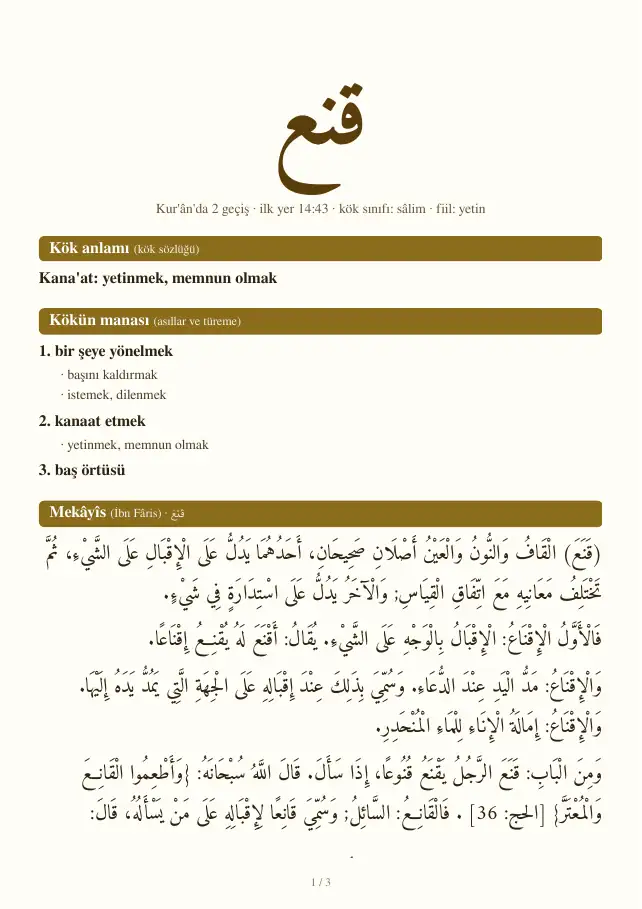 قنع
Kur'ân'da 2 geçiş · ilk yer 14:43 · kök sınıfı: sâlim · fiil: yetin
Kök anlamı (kök sözlüğü)
Kana'at: yetinmek, memnun olmak
Kökün manası (asıllar ve türeme)
1. bir şeye yönelmek
· başını kaldırmak
· istemek, dilenmek
2. kanaat etmek
· yetinmek, memnun olmak
3. baş örtüsü
Mekâyîs (İbn Fâris) · قنع
(قَنَعَ) الْقَافُ وَالنُّونُ وَالْعَيْنُ أَصْلَانِ صَحِيحَانِ، أَحَدُهُمَا يَدُلُّ عَلَى الْإِقْبَالِ عَلَى الشَّيْءِ، ثُمَّ
تَخْتَلِفُ مَعَانِيهِ مَعَ اتِّفَاقِ الْقِيَاسِ; وَالْآخَرُ يَدُلُّ عَلَى اسْتِدَارَةٍ فِي شَيْءٍ.
فَالْأَوَّلُ الْإِقْنَاعُ: الْإِقْبَالُ بِالْوَجْهِ عَلَى الشَّيْءِ. يُقَالُ: أَقْنَعَ لَهُ يُقْنِعُ إِقْنَاعًا.
وَالْإِقْنَاعُ: مَدُّ الْيَدِ عِنْدَ الدُّعَاءِ. وَسُمِّيَ بِذَلِكَ عِنْدَ إِقْبَالِهِ عَلَى الْجِهَةِ الَّتِي يَمُدُّ يَدَهُ إِلَيْهَا.
وَالْإِقْنَاعُ: إِمَالَةُ الْإِنَاءِ لِلْمَاءِ الْمُنْحَدِرِ.
وَمِنَ الْبَابِ: قَنَعَ الرَّجُلُ يَقْنَعُ قُنُوعًا، إِذَا سَأَلَ. قَالَ اللَّهُ سُبْحَانَهُ: {وَأَطْعِمُوا الْقَانِعَ
وَالْمُعْتَرَّ} [الحج: 36] . فَالْقَانِعُ: السَّائِلُ; وَسُمِّيَ قَانِعًا لِإِقْبَالِهِ عَلَى مَنْ يَسْأَلُهُ، قَالَ:
1 / 3